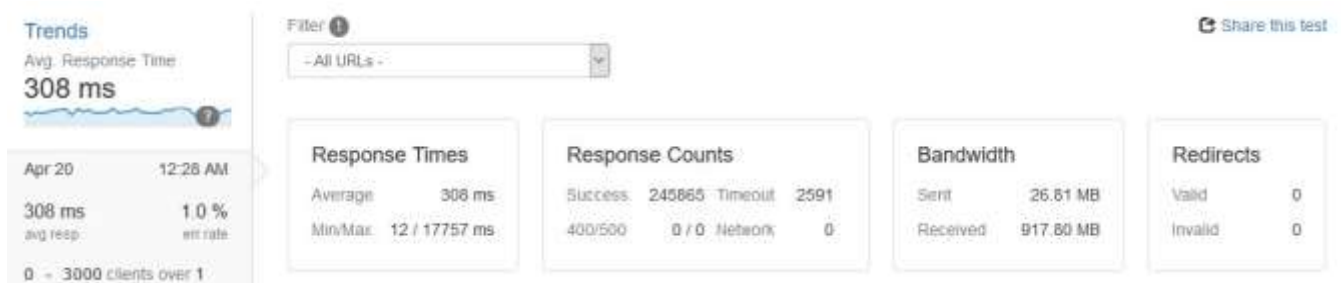 Trends
Avg. Response Time
308 ms
?
Apr 20 12:28 AM
308 ms 1.0 %
avg resp err rate
0 - 3000 clients over 1
Filter !
- All URLs -
Share this test
Response Times
Average 308 ms
Min/Max 12 / 17757 ms
Response Counts
Success 245865 Timeout 2591
400/500 0 / 0 Network 0
Bandwidth
Sent 26.81 MB
Received 917.80 MB
Redirects
Valid 0
Invalid 0